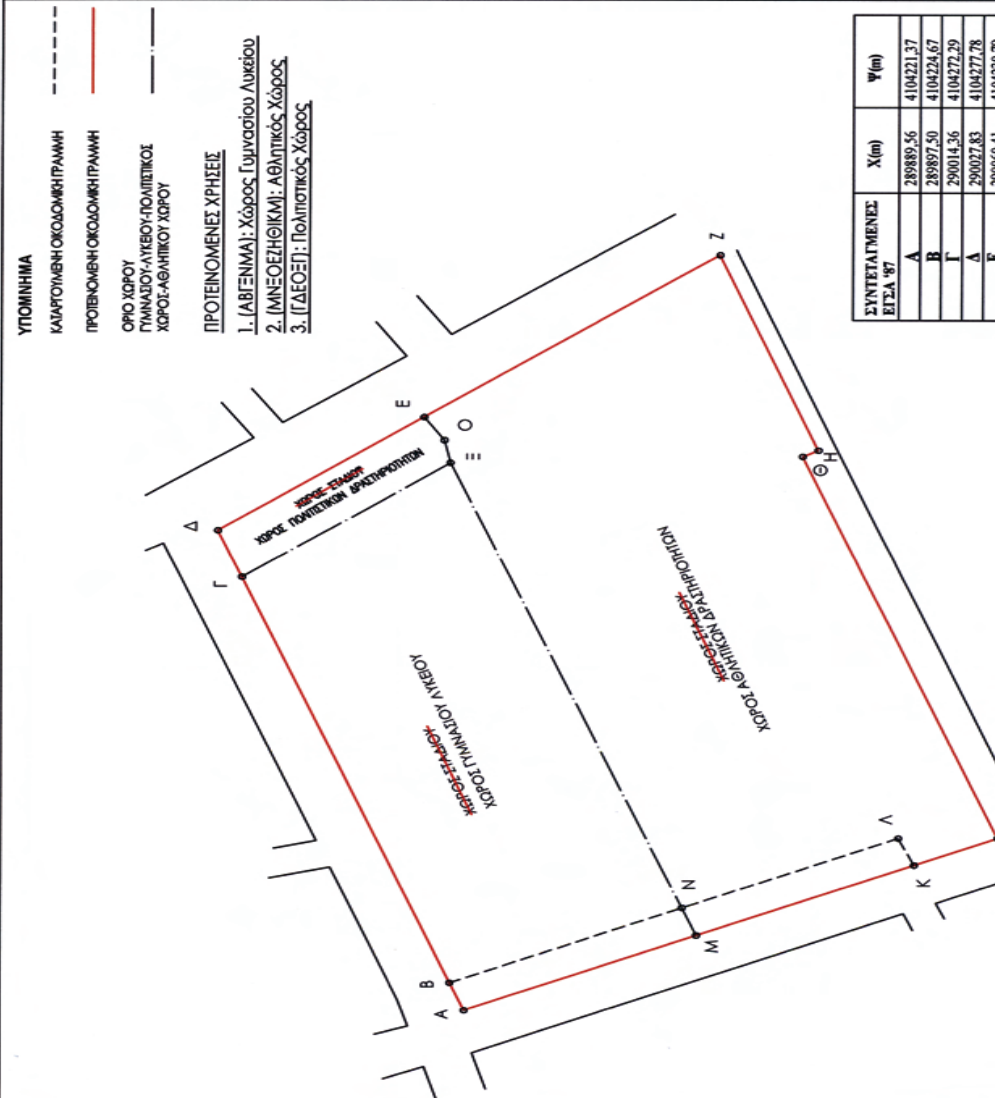 ΥΠΟΜΝΗΜΑ
ΚΑΤΑΡΓΟΥΜΕΝΗ ΟΙΚΟΔΟΜΙΚΗ ΓΡΑΜΜΗ
ΠΡΟΤΕΙΝΟΜΕΝΗ ΟΙΚΟΔΟΜΙΚΗ ΓΡΑΜΜΗ
ΟΡΙΟ ΧΩΡΟΥ
ΓΥΜΝΑΣΙΟΥ-ΛΥΚΕΙΟΥ-ΠΟΛΙΤΙΣΤΙΚΟΣ
ΧΩΡΟΣ-ΑΘΛΗΤΙΚΟΥ ΧΩΡΟΥ
ΠΡΟΤΕΙΝΟΜΕΝΕΣ ΧΡΗΣΕΙΣ
1. (ΑΒΓΞΝΜΑ): Χώρος Γυμνασίου Λυκείου
2. (ΜΝΞΟΕΖΗΘΙΚΜ): Αθλητικός Χώρος
3. (ΓΔΕΟΞΓ): Πολιτιστικός Χώρος
Δ
Γ
Ε
Ο
Ξ
Ζ
Η
Θ
Β
Α
Ν
Μ
Λ
Κ
ΧΩΡΟΣ ΣΤΑΔΙΟΥ
ΧΩΡΟΣ ΠΟΛΙΤΙΣΤΙΚΩΝ ΔΡΑΣΤΗΡΙΟΤΗΤΩΝ
ΧΩΡΟΣ ΣΤΑΔΙΟΥ
ΧΩΡΟΣ ΓΥΜΝΑΣΙΟΥ ΛΥΚΕΙΟΥ
ΧΩΡΟΣ ΣΤΑΔΙΟΥ
ΧΩΡΟΣ ΑΘΛΗΤΙΚΩΝ ΔΡΑΣΤΗΡΙΟΤΗΤΩΝ
ΣΥΝΤΕΤΑΓΜΕΝΕΣ ΕΓΣΑ '87 Χ(m) Ψ(m)
Α 289889,56 4104221,37
Β 289897,50 4104224,67
Γ 290014,36 4104272,29
Δ 290027,83 4104277,78